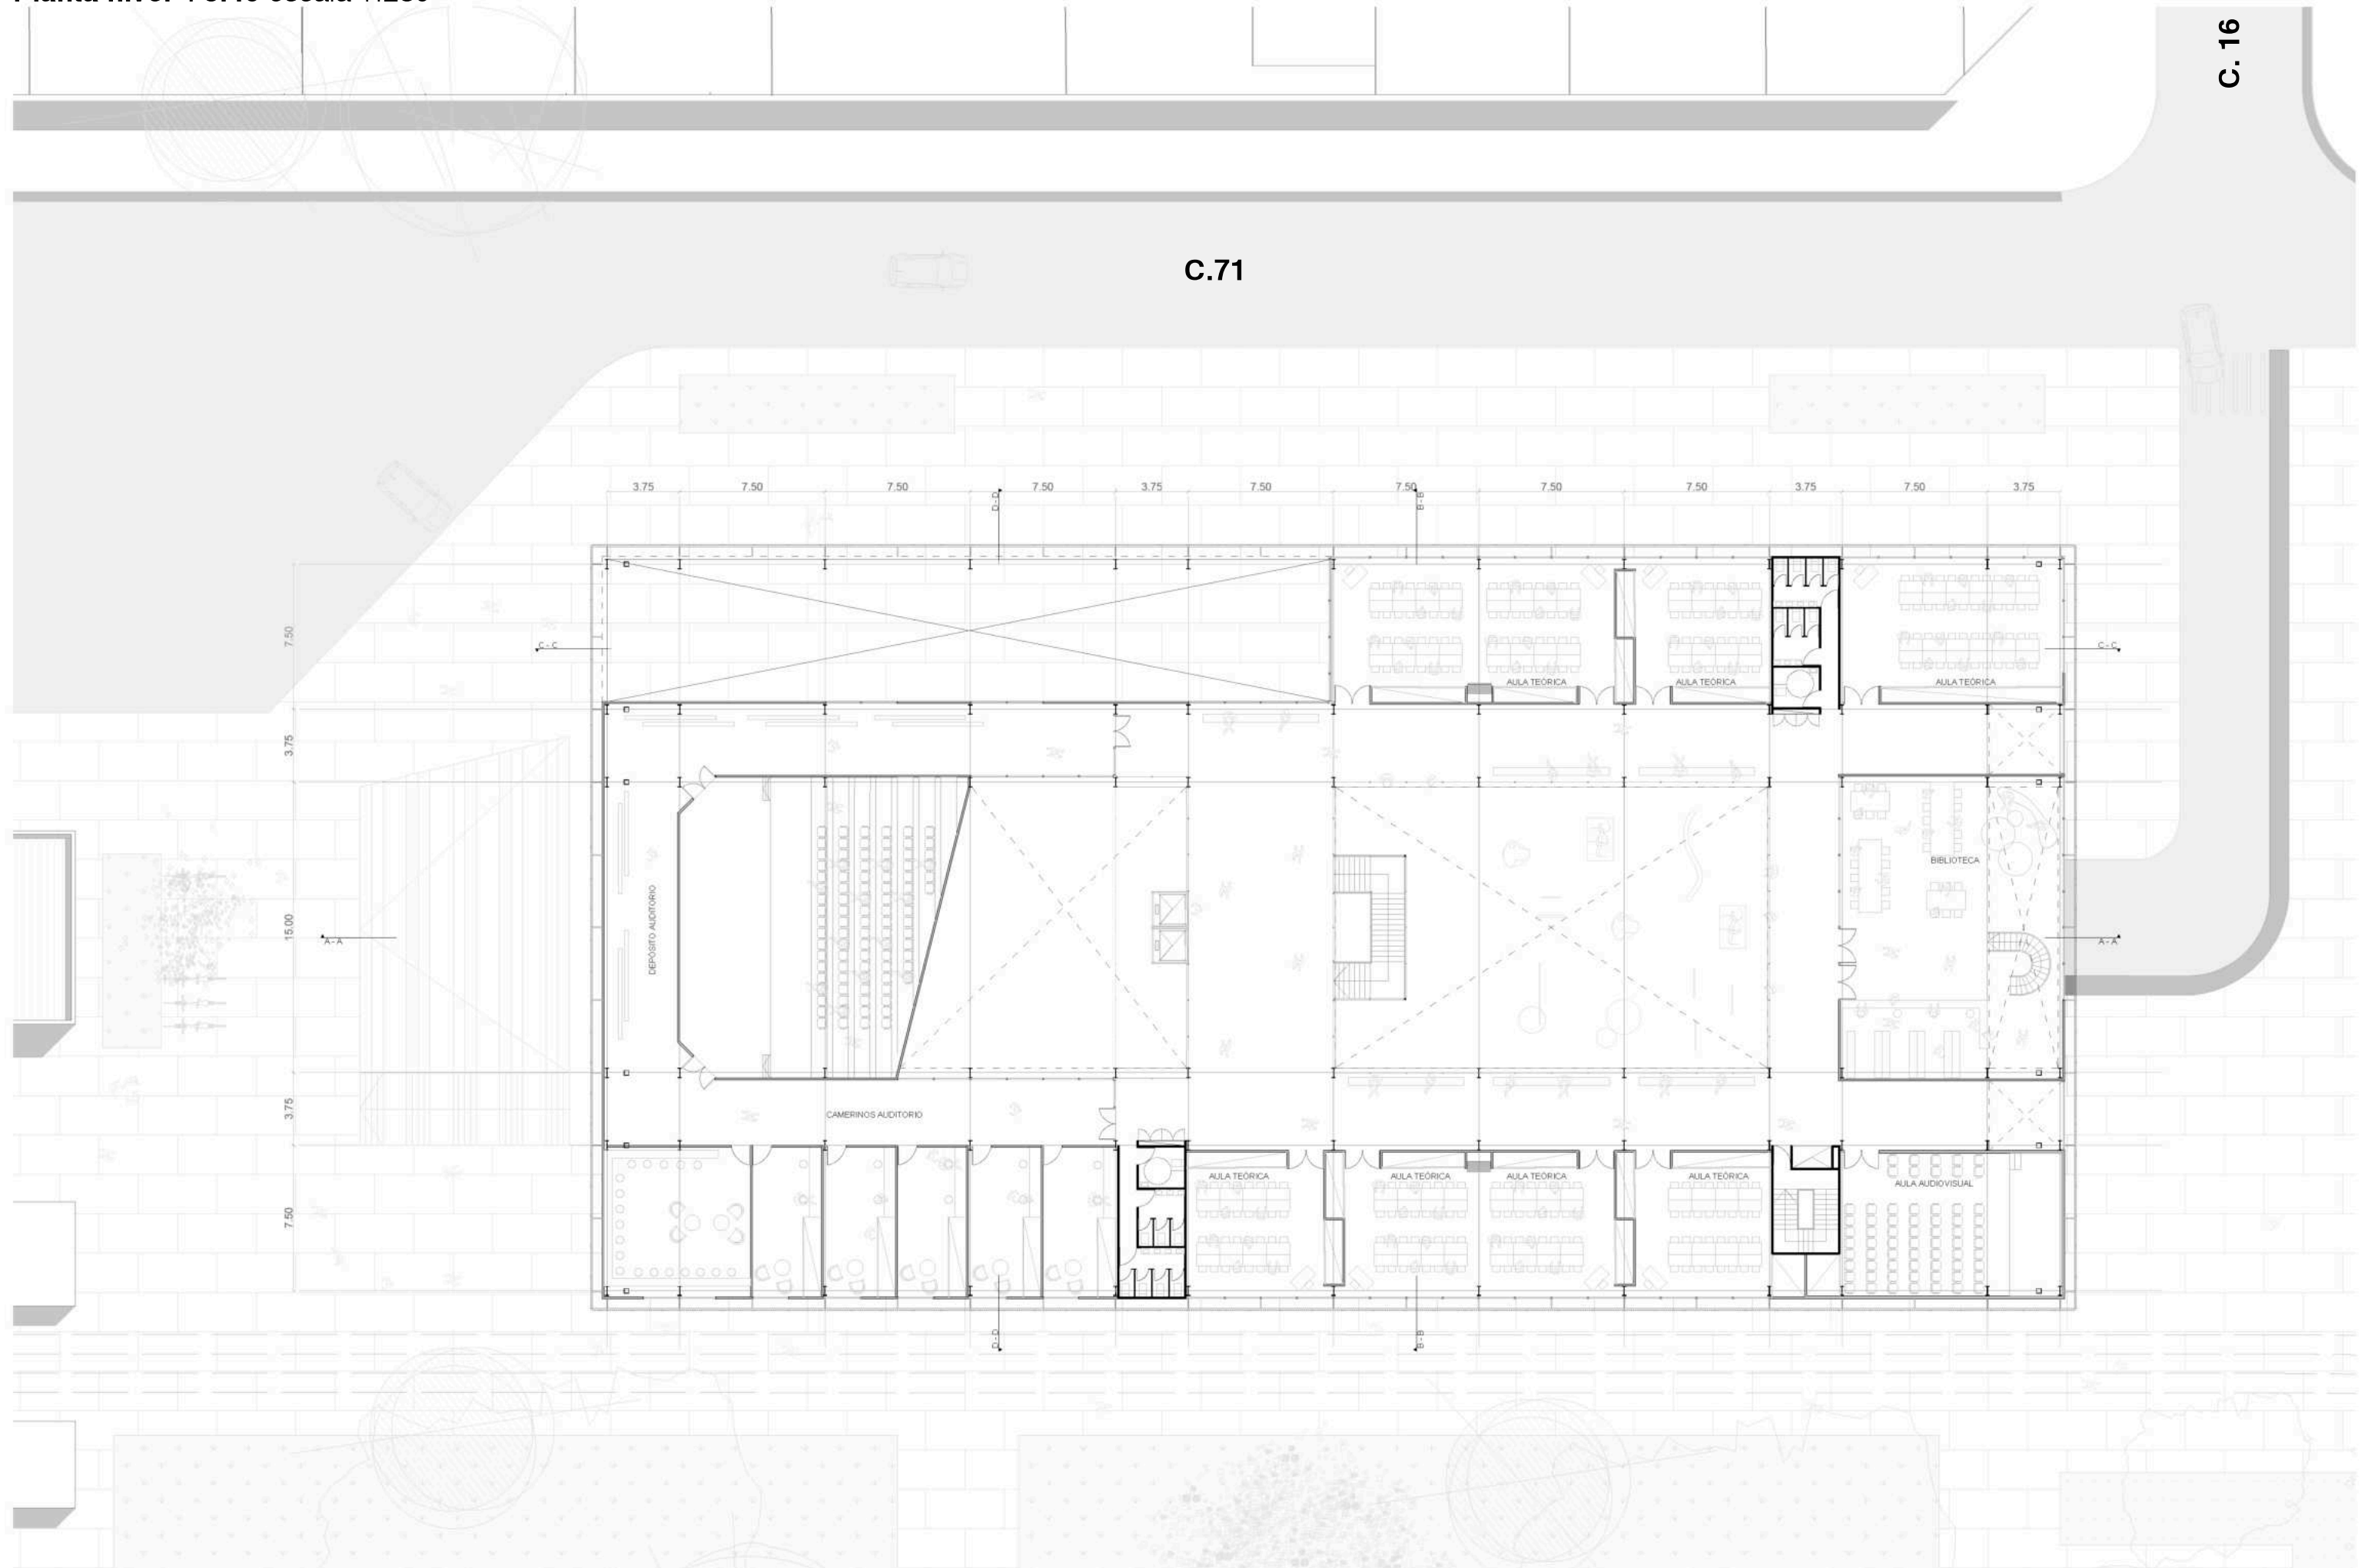 C. 16
C.71
3.75 7.50 7.50 7.50 3.75 7.50 7.50 7.50 7.50 3.75 7.50 3.75
D - D
B - B
7.50
C - C
C - C
AULA TEÓRICA
AULA TEÓRICA
AULA TEÓRICA
3.75
BIBLIOTECA
DEPÓSITO AUDITORIO
15.00
A - A
A - A
3.75
CAMERINOS AUDITORIO
AULA TEÓRICA
AULA TEÓRICA
AULA TEÓRICA
AULA TEÓRICA
AULA AUDIOVISUAL
7.50
D - D
B - B